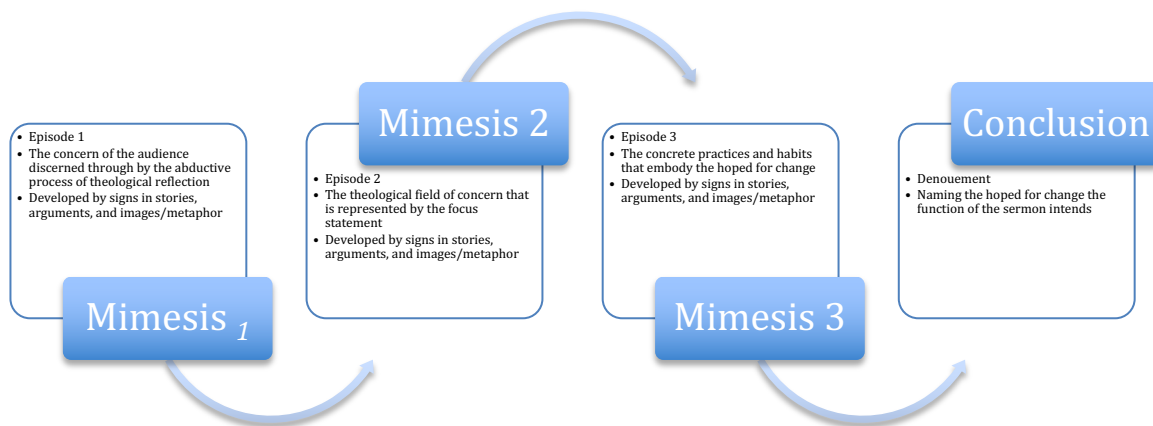 • Episode 1
• The concern of the audience
discerned through by the abductive
process of theological reflection
• Developed by signs in stories,
arguments, and images/metaphor
Mimesis 1
Mimesis 2
• Episode 2
• The theological field of concern that
is represented by the focus
statement
• Developed by signs in stories,
arguments, and images/metaphor
• Episode 3
• The concrete practices and habits
that embody the hoped for change
• Developed by signs in stories,
arguments, and images/metaphor
Mimesis 3
Conclusion
• Denouement
• Naming the hoped for change the
function of the sermon intends